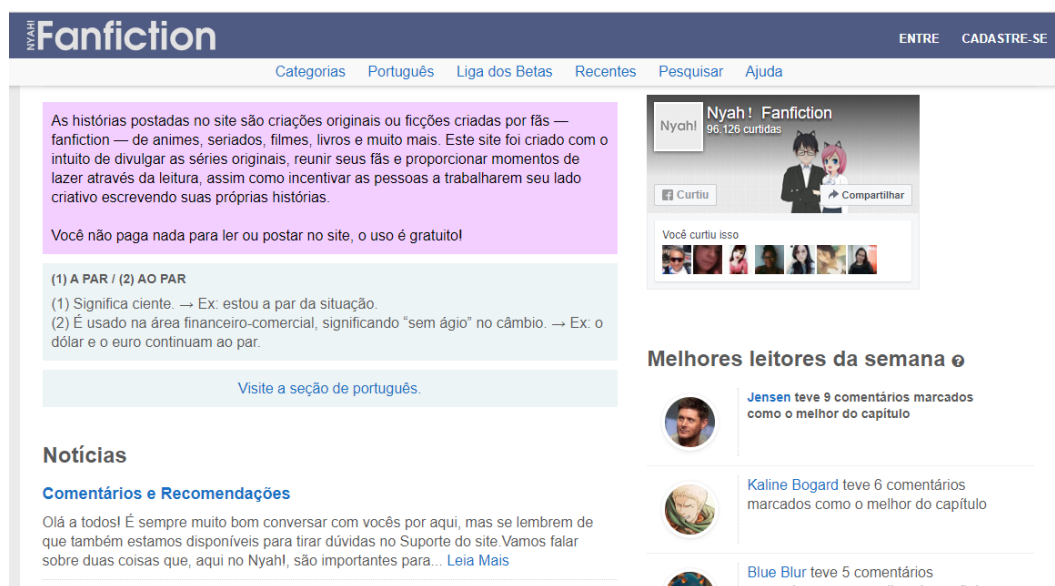 NYAH! Fanfiction
ENTRE CADASTRE-SE
Categorias Português Liga dos Betas Recentes Pesquisar Ajuda
As histórias postadas no site são criações originais ou ficções criadas por fãs —
fanfiction — de animes, seriados, filmes, livros e muito mais. Este site foi criado com o
intuito de divulgar as séries originais, reunir seus fãs e proporcionar momentos de
lazer através da leitura, assim como incentivar as pessoas a trabalharem seu lado
criativo escrevendo suas próprias histórias.
Você não paga nada para ler ou postar no site, o uso é gratuito!
(1) A PAR / (2) AO PAR
(1) Significa ciente. → Ex: estou a par da situação.
(2) É usado na área financeiro-comercial, significando “sem ágio” no câmbio. → Ex: o
dólar e o euro continuam ao par.
Visite a seção de português.
Notícias
Comentários e Recomendações
Olá a todos! É sempre muito bom conversar com vocês por aqui, mas se lembrem de
que também estamos disponíveis para tirar dúvidas no Suporte do site.Vamos falar
sobre duas coisas que, aqui no Nyah!, são importantes para... Leia Mais
Nyah!
Nyah! Fanfiction
96.126 curtidas
Curtiu
Compartilhar
Você curtiu isso
Melhores leitores da semana
Jensen teve 9 comentários marcados
como o melhor do capítulo
Kaline Bogard teve 6 comentários
marcados como o melhor do capítulo
Blue Blur teve 5 comentários